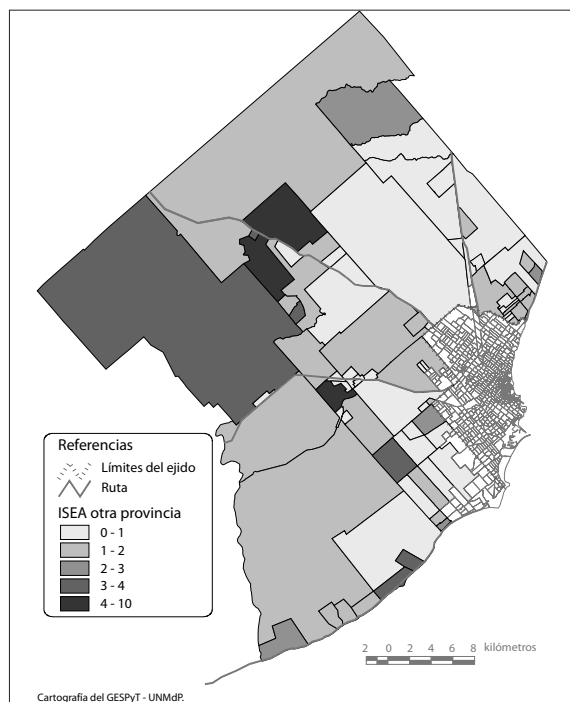 Referencias
Límites del ejido
Ruta
ISEA otra provincia
0 - 1
1 - 2
2 - 3
3 - 4
4 - 10
2 0 2 4 6 8 kilómetros
Cartografía del GESPyT - UNMdP.